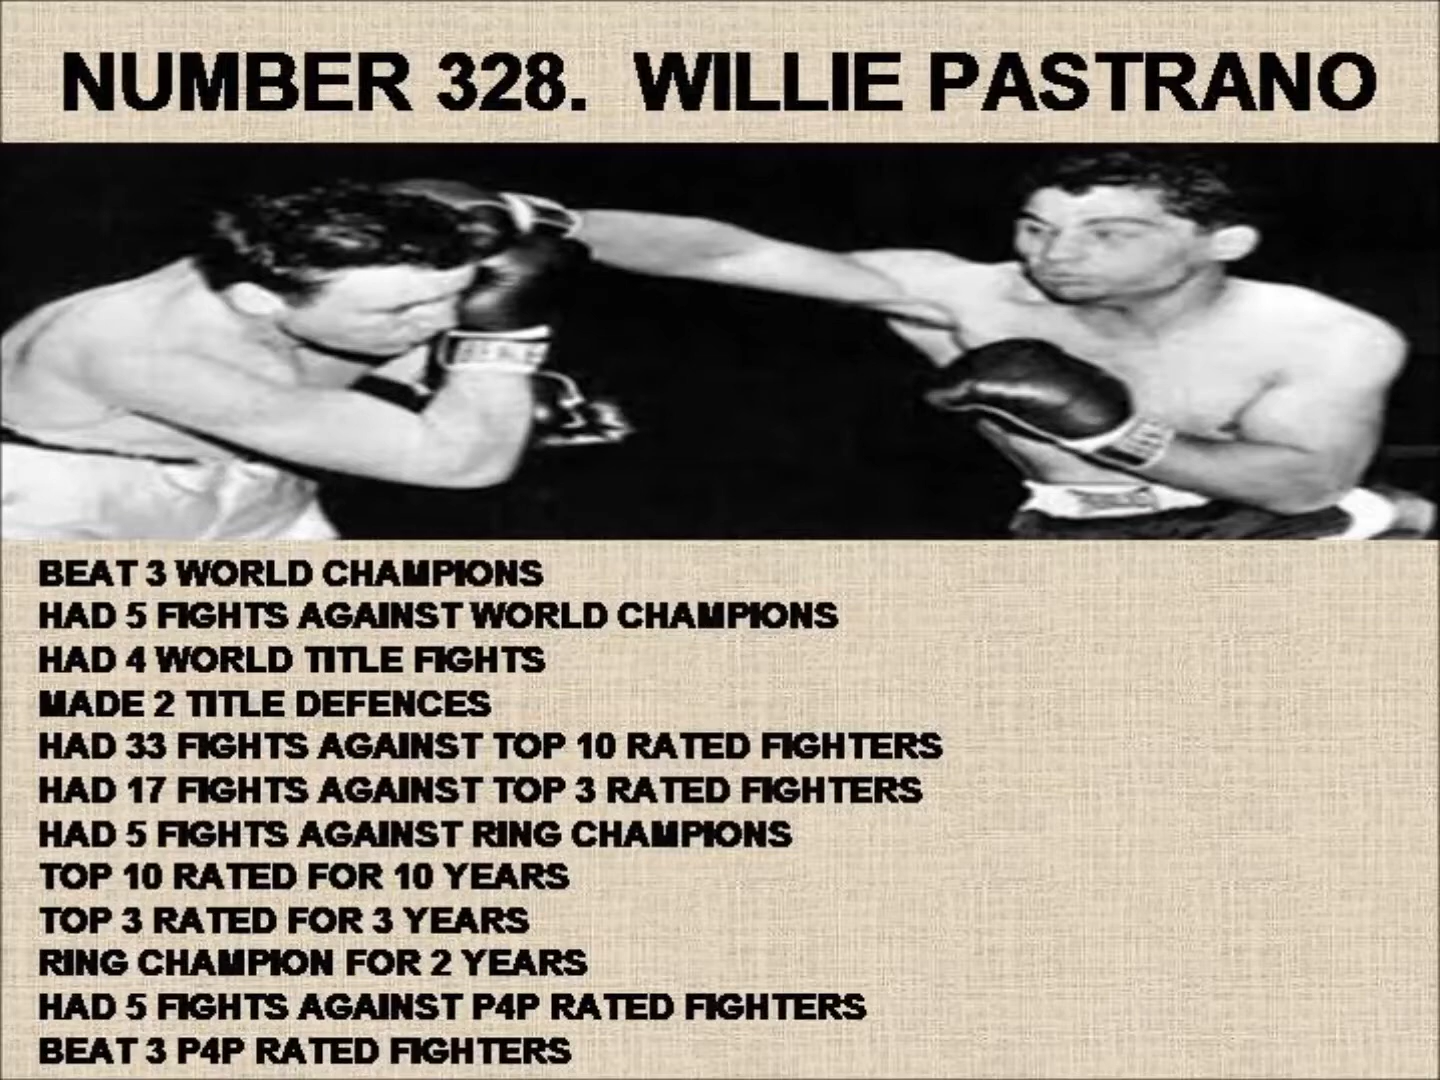 NUMBER 328. WILLIE PASTRANO
BEAT 3 WORLD CHAMPIONS
HAD 5 FIGHTS AGAINST WORLD CHAMPIONS
HAD 4 WORLD TITLE FIGHTS
MADE 2 TITLE DEFENCES
HAD 33 FIGHTS AGAINST TOP 10 RATED FIGHTERS
HAD 17 FIGHTS AGAINST TOP 3 RATED FIGHTERS
HAD 5 FIGHTS AGAINST RING CHAMPIONS
TOP 10 RATED FOR 10 YEARS
TOP 3 RATED FOR 3 YEARS
RING CHAMPION FOR 2 YEARS
HAD 5 FIGHTS AGAINST P4P RATED FIGHTERS
BEAT 3 P4P RATED FIGHTERS